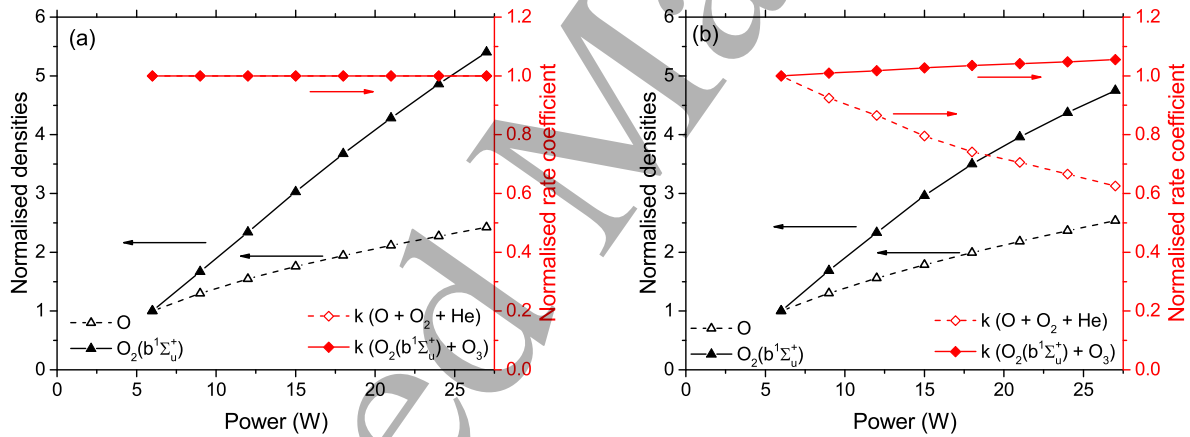 (a)
Normalised densities
6
5
4
3
2
1
0
0 5 10 15 20 25
Power (W)
1.2
1.0
0.8
0.6
0.4
0.2
0.0
Normalised rate coefficient
O
O₂(b¹Σᵤ⁺)
k (O + O₂ + He)
k (O₂(b¹Σᵤ⁺) + O₃)
(b)
Normalised densities
6
5
4
3
2
1
0
0 5 10 15 20 25
Power (W)
1.2
1.0
0.8
0.6
0.4
0.2
0.0
Normalised rate coefficient
O
O₂(b¹Σᵤ⁺)
k (O + O₂ + He)
k (O₂(b¹Σᵤ⁺) + O₃)
ed Ma